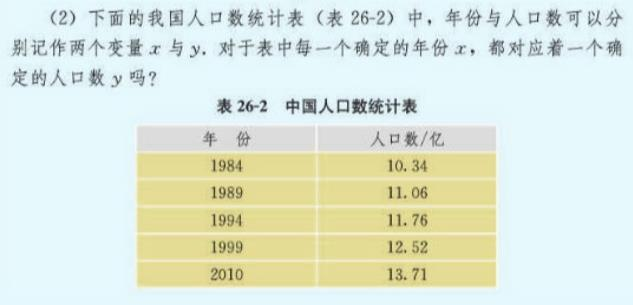 (2) 下面的我国人口数统计表（表 26-2）中，年份与人口数可以分
别记作两个变量 x 与 y．对于表中每一个确定的年份 x，都对应着一个确
定的人口数 y 吗？
表 26-2 中国人口数统计表
年 份 人口数/亿
1984 10.34
1989 11.06
1994 11.76
1999 12.52
2010 13.71